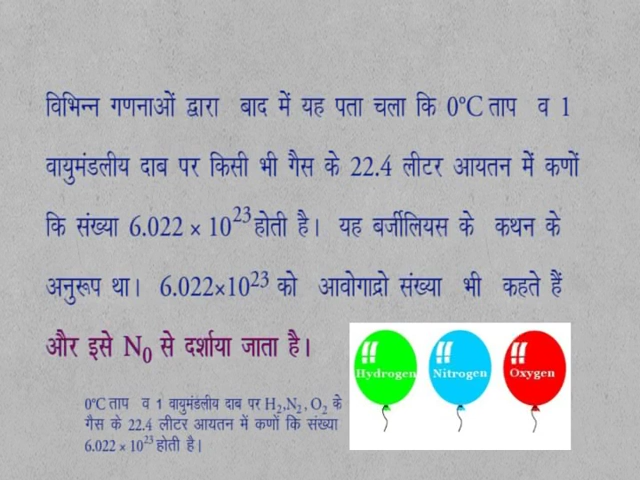 विभिन्न गणनाओं द्वारा बाद में यह पता चला कि 0°C ताप व 1
वायुमंडलीय दाब पर किसी भी गैस के 22.4 लीटर आयतन में कणों
कि संख्या 6.022 × 10²³ होती है। यह बर्जीलियस के कथन के
अनुरूप था। 6.022×10²³ को आवोगाद्रो संख्या भी कहते हैं
और इसे N₀ से दर्शाया जाता है।
Hydrogen Nitrogen Oxygen
0°C ताप व 1 वायुमंडलीय दाब पर H₂,N₂, O₂ के
गैस के 22.4 लीटर आयतन में कणों कि संख्या
6.022 × 10²³ होती है।